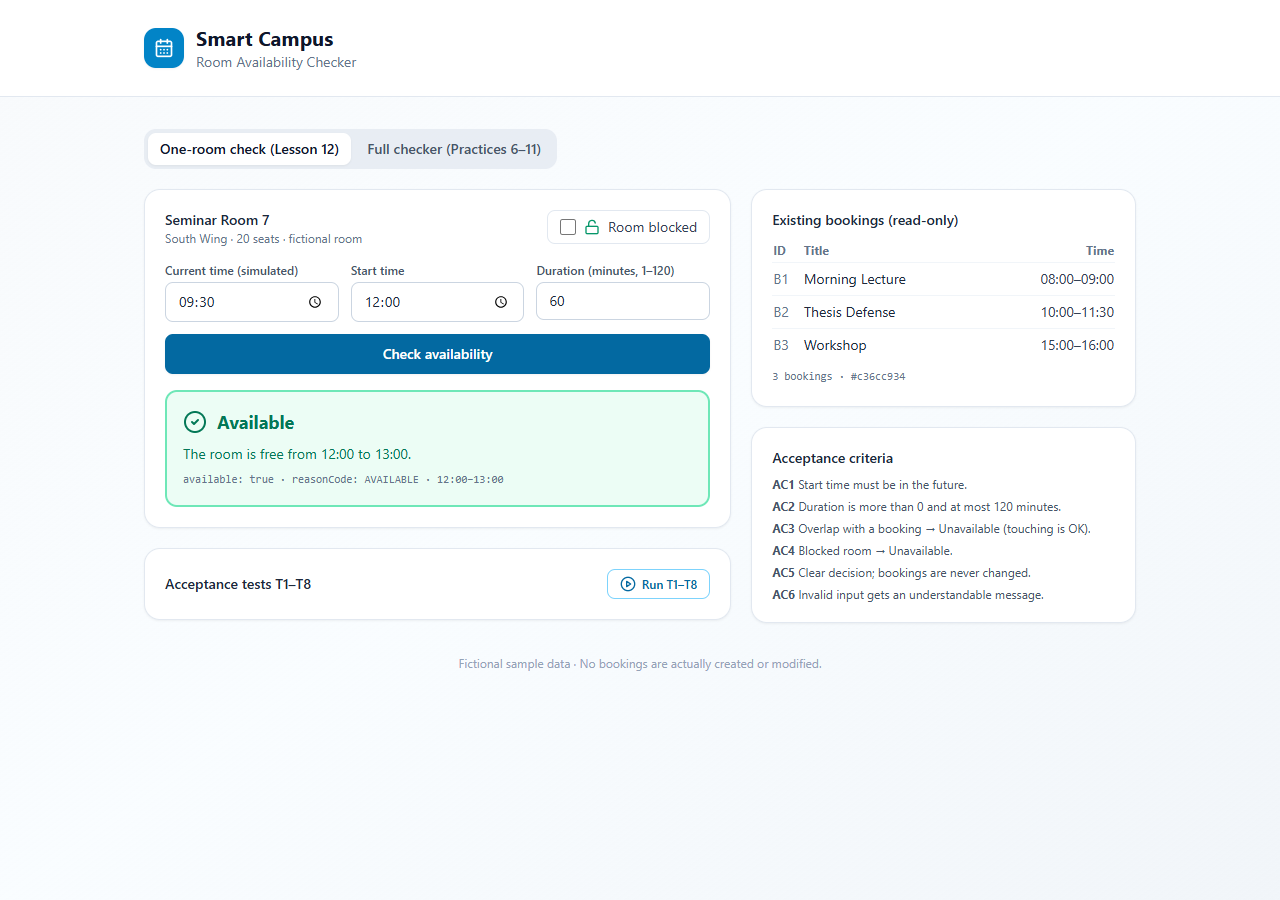 Smart Campus
Room Availability Checker
One-room check (Lesson 12)
Full checker (Practices 6–11)
Seminar Room 7
South Wing · 20 seats · fictional room
Room blocked
Current time (simulated)
Start time
Duration (minutes, 1–120)
09:30
12:00
60
Check availability
Available
The room is free from 12:00 to 13:00.
available: true · reasonCode: AVAILABLE · 12:00–13:00
Acceptance tests T1–T8
Run T1–T8
Existing bookings (read-only)
ID Title Time
B1 Morning Lecture 08:00–09:00
B2 Thesis Defense 10:00–11:30
B3 Workshop 15:00–16:00
3 bookings · #c36cc934
Acceptance criteria
AC1 Start time must be in the future.
AC2 Duration is more than 0 and at most 120 minutes.
AC3 Overlap with a booking → Unavailable (touching is OK).
AC4 Blocked room → Unavailable.
AC5 Clear decision; bookings are never changed.
AC6 Invalid input gets an understandable message.
Fictional sample data · No bookings are actually created or modified.